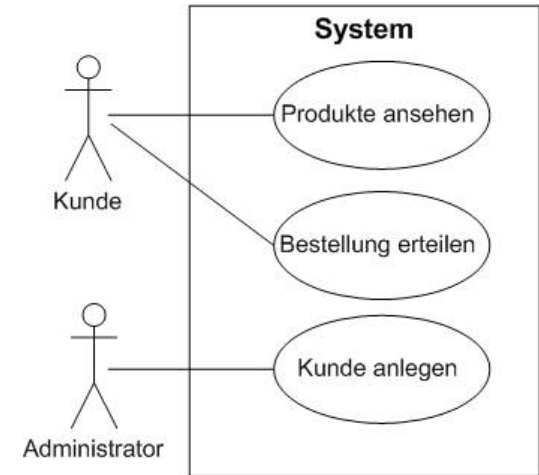 System
Produkte ansehen
Kunde
Bestellung erteilen
Kunde anlegen
Administrator